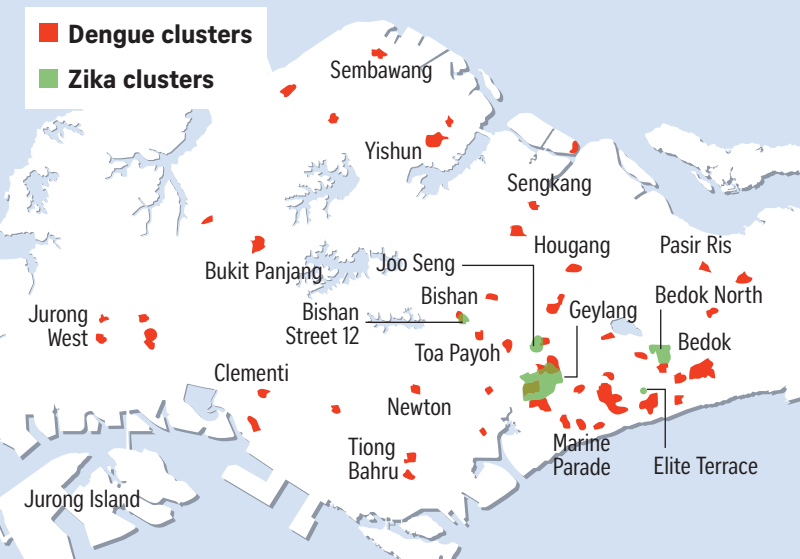 Dengue clusters
Zika clusters
Sembawang
Yishun
Sengkang
Hougang
Pasir Ris
Bukit Panjang
Joo Seng
Bishan
Bedok North
Jurong
West
Bishan
Street 12
Geylang
Toa Payoh
Bedok
Clementi
Newton
Marine
Parade
Elite Terrace
Tiong
Bahru
Jurong Island